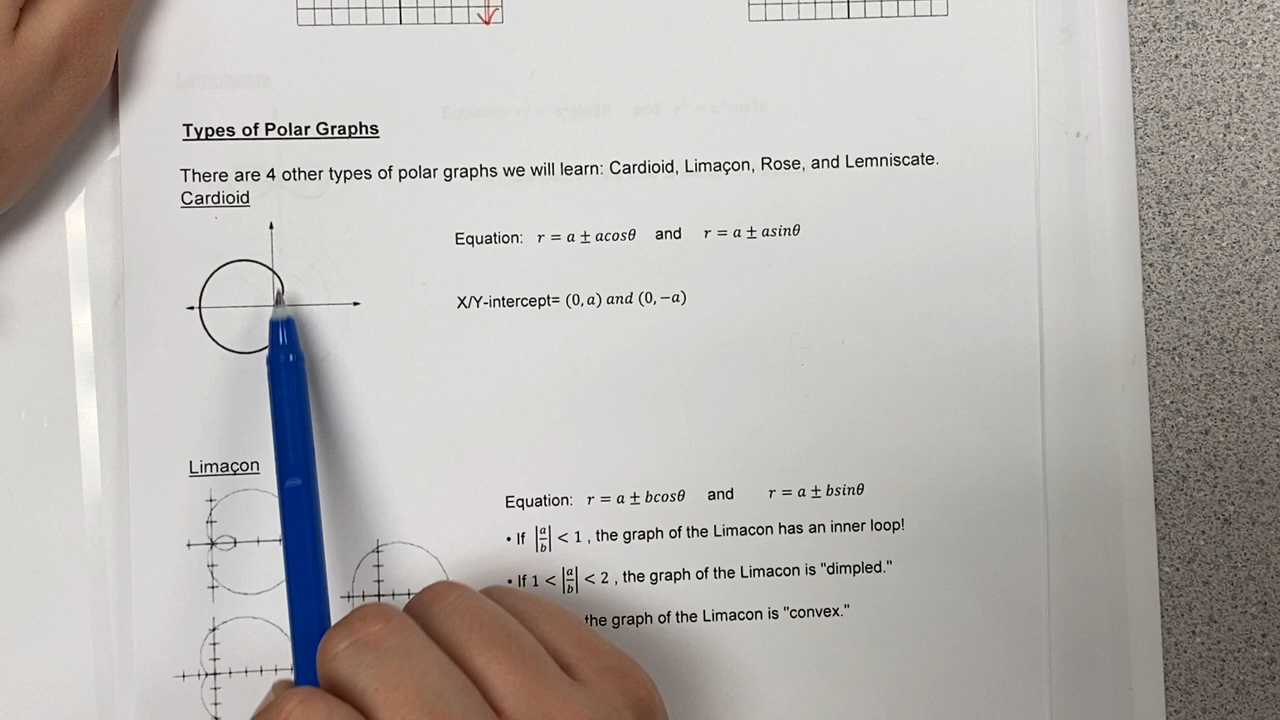 Types of Polar Graphs
There are 4 other types of polar graphs we will learn: Cardioid, Limaçon, Rose, and Lemniscate.
Cardioid
Equation: r = a ± acosθ and r = a ± asinθ
X/Y-intercept= (0, a) and (0, −a)
Limaçon
Equation: r = a ± bcosθ and r = a ± bsinθ
• If |a/b| < 1 , the graph of the Limacon has an inner loop!
• If 1 < |a/b| < 2 , the graph of the Limacon is "dimpled."
the graph of the Limacon is "convex."